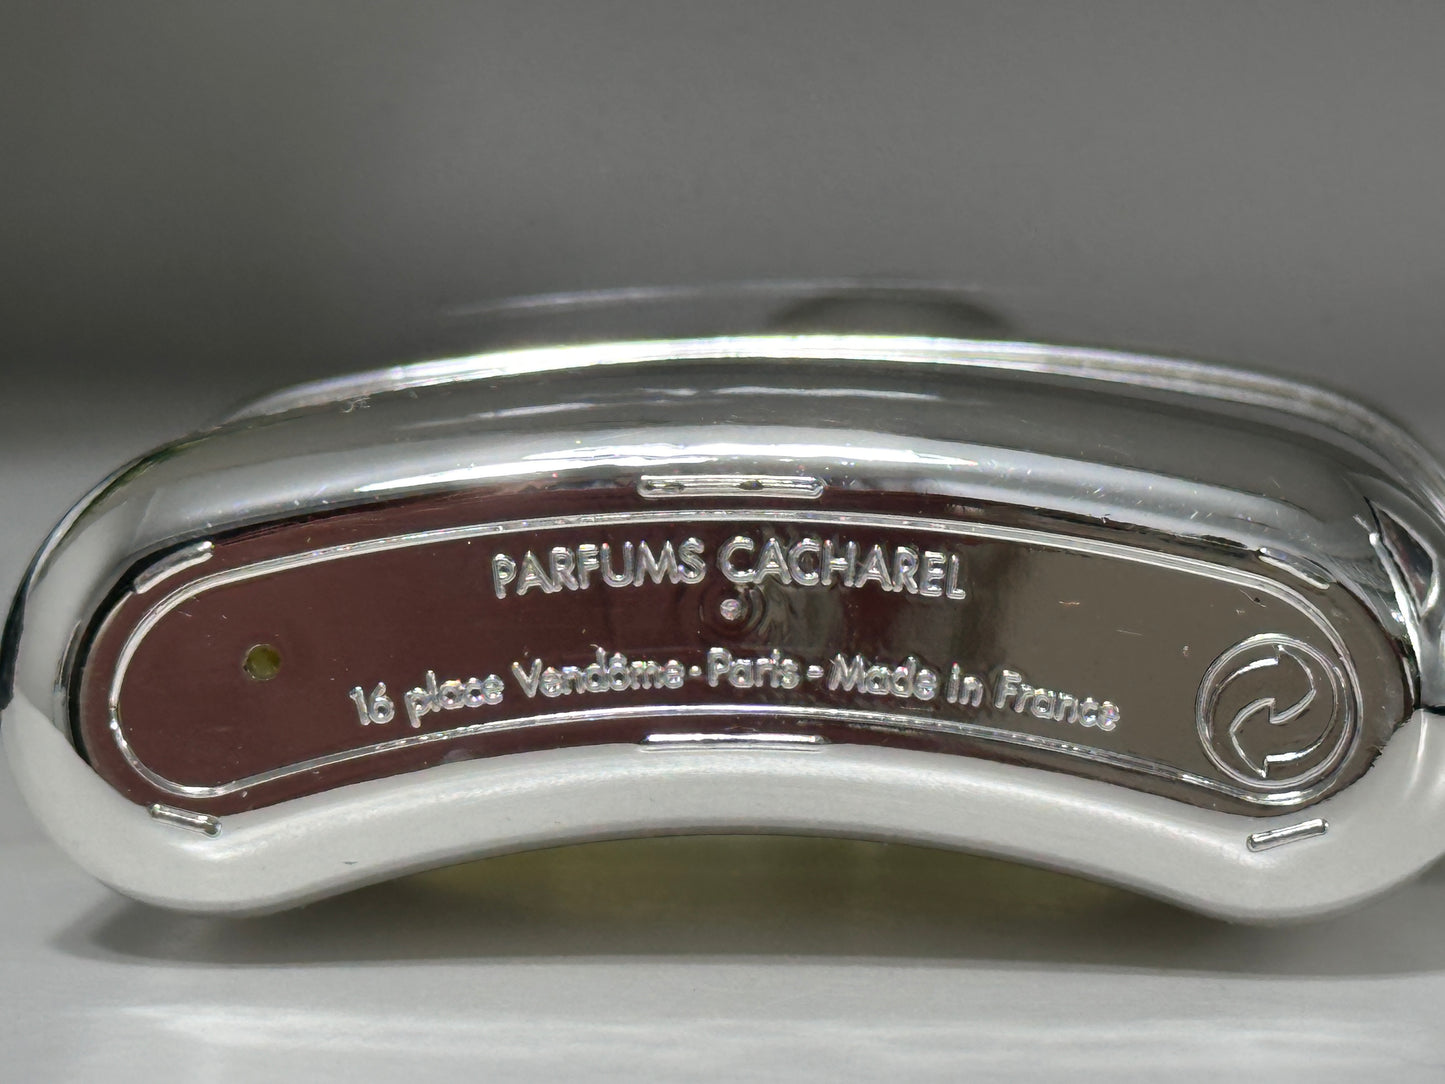 PARFUMS CACHAREL
16 place Vendôme - Paris - Made in France